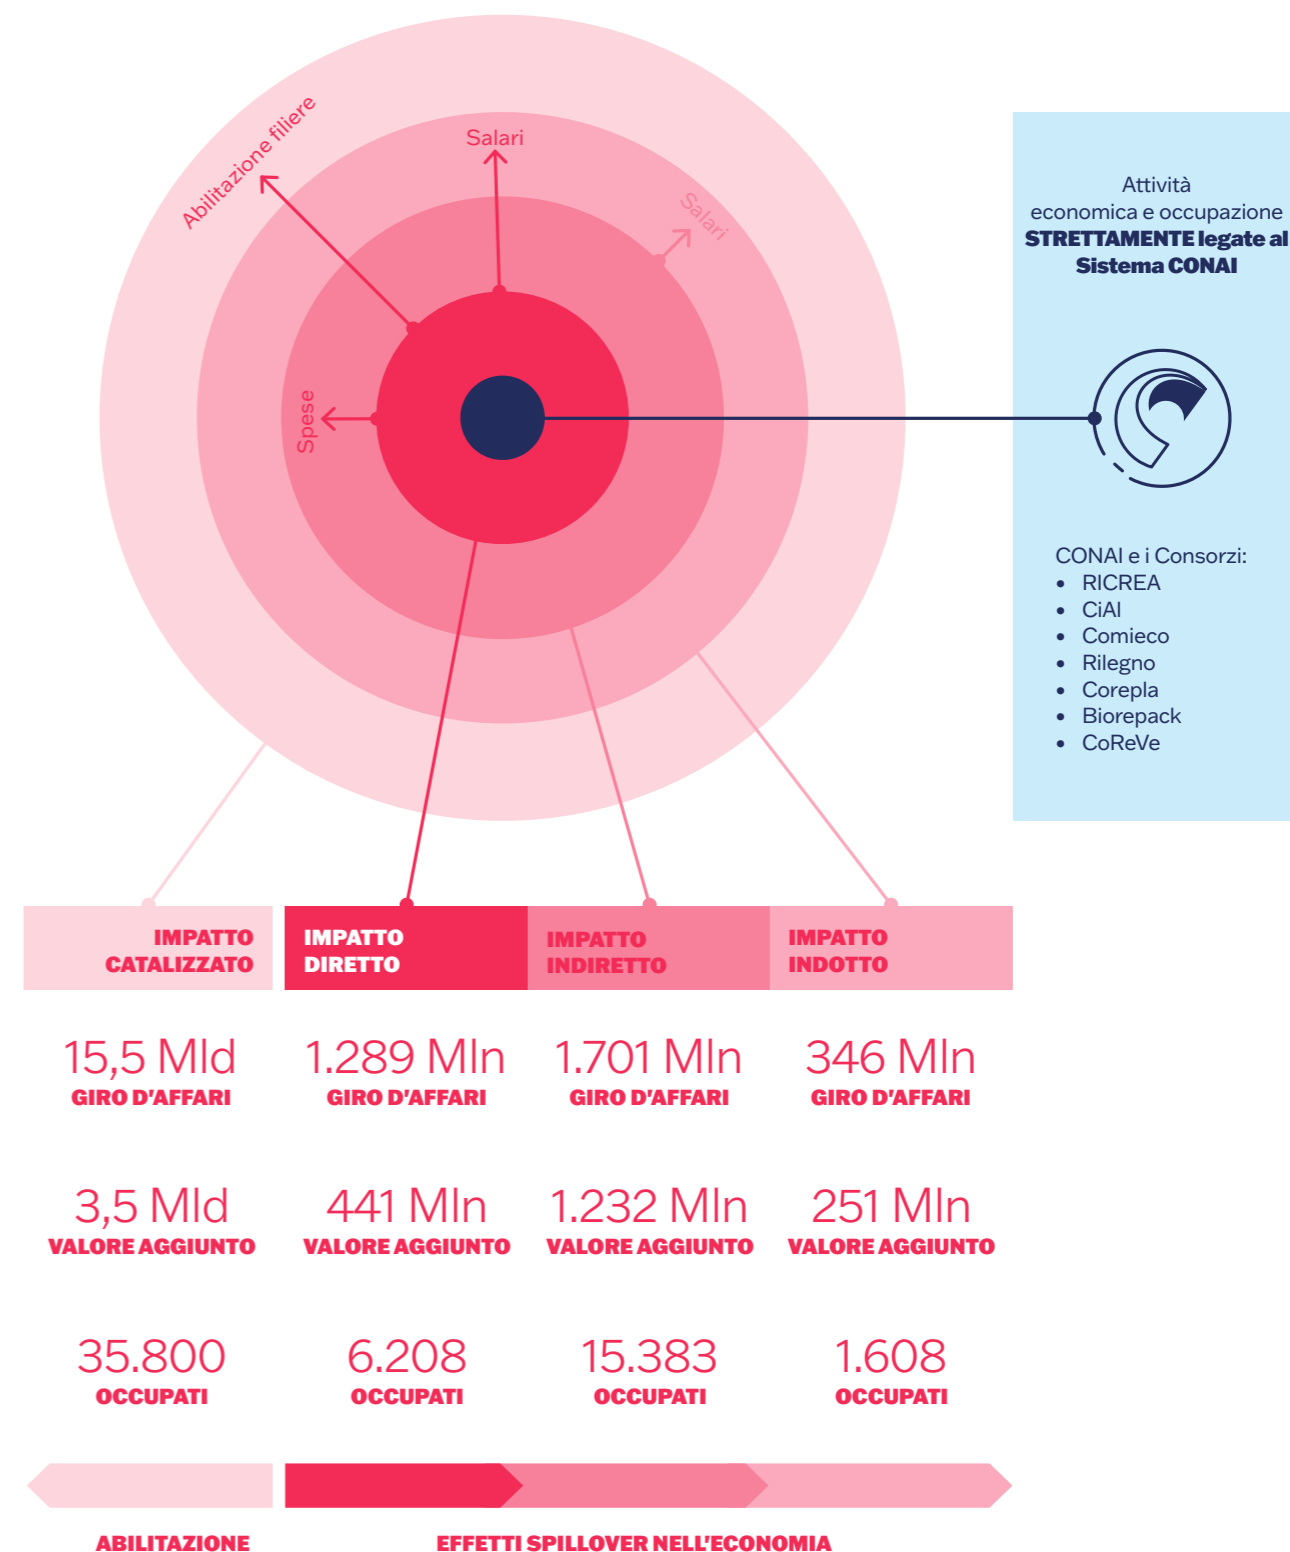 Abilitazione filiere
Salari
Salari
Spese
Attività
economica e occupazione
STRETTAMENTE legate al
Sistema CONAI
CONAI e i Consorzi:
• RICREA
• CiAl
• Comieco
• Rilegno
• Corepla
• Biorepack
• CoReVe
IMPATTO
CATALIZZATO
IMPATTO
DIRETTO
IMPATTO
INDIRETTO
IMPATTO
INDOTTO
15,5 Mld
GIRO D'AFFARI
1.289 Mln
GIRO D'AFFARI
1.701 Mln
GIRO D'AFFARI
346 Mln
GIRO D'AFFARI
3,5 Mld
VALORE AGGIUNTO
441 Mln
VALORE AGGIUNTO
1.232 Mln
VALORE AGGIUNTO
251 Mln
VALORE AGGIUNTO
35.800
OCCUPATI
6.208
OCCUPATI
15.383
OCCUPATI
1.608
OCCUPATI
ABILITAZIONE
EFFETTI SPILLOVER NELL'ECONOMIA